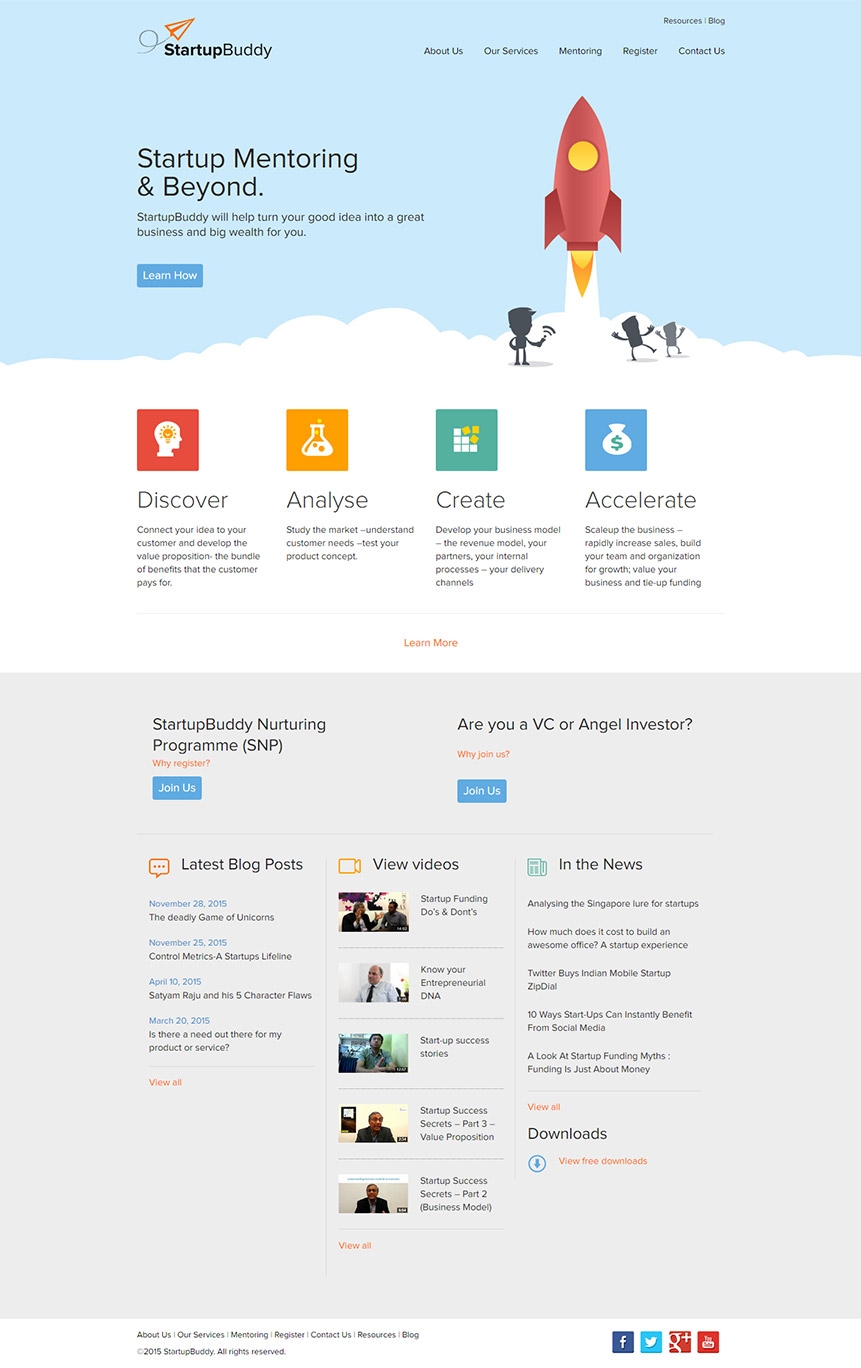 Resources | Blog
StartupBuddy
About Us Our Services Mentoring Register Contact Us
Startup Mentoring
& Beyond.
StartupBuddy will help turn your good idea into a great
business and big wealth for you.
Learn How
Discover
Connect your idea to your
customer and develop the
value proposition- the bundle
of benefits that the customer
pays for.
Analyse
Study the market –understand
customer needs –test your
product concept.
Create
Develop your business model
– the revenue model, your
partners, your internal
processes – your delivery
channels
Accelerate
Scaleup the business –
rapidly increase sales, build
your team and organization
for growth; value your
business and tie-up funding
Learn More
StartupBuddy Nurturing
Programme (SNP)
Why register?
Join Us
Are you a VC or Angel Investor?
Why join us?
Join Us
Latest Blog Posts
November 28, 2015
The deadly Game of Unicorns
November 25, 2015
Control Metrics-A Startups Lifeline
April 10, 2015
Satyam Raju and his 5 Character Flaws
March 20, 2015
Is there a need out there for my
product or service?
View all
View videos
Startup Funding
Do's & Dont's
Know your
Entrepreneurial
DNA
Start-up success
stories
Startup Success
Secrets – Part 3 –
Value Proposition
Startup Success
Secrets – Part 2
(Business Model)
View all
In the News
Analysing the Singapore lure for startups
How much does it cost to build an
awesome office? A startup experience
Twitter Buys Indian Mobile Startup
ZipDial
10 Ways Start-Ups Can Instantly Benefit
From Social Media
A Look At Startup Funding Myths :
Funding Is Just About Money
View all
Downloads
View free downloads
About Us | Our Services | Mentoring | Register | Contact Us | Resources | Blog
©2015 StartupBuddy. All rights reserved.